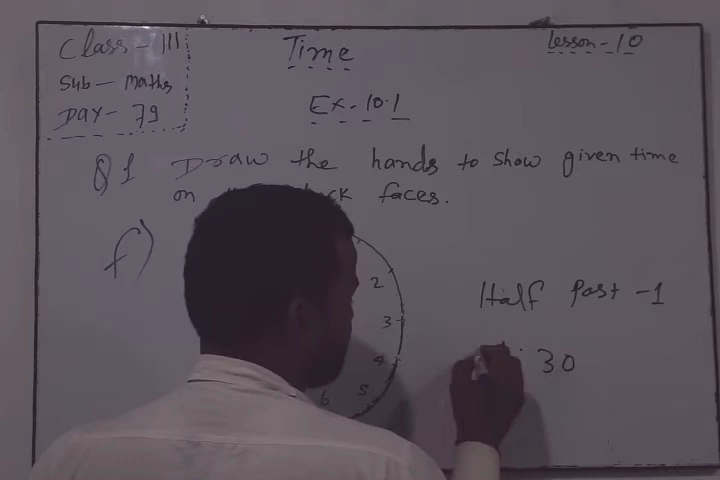 Class - III
Sub - Maths
Day - 79
Time
Lesson - 10
Ex - 10.1
Q1 Draw the hands to show given time
on faces.
f)
2
3
4
5
6
Half Past - 1
: 30